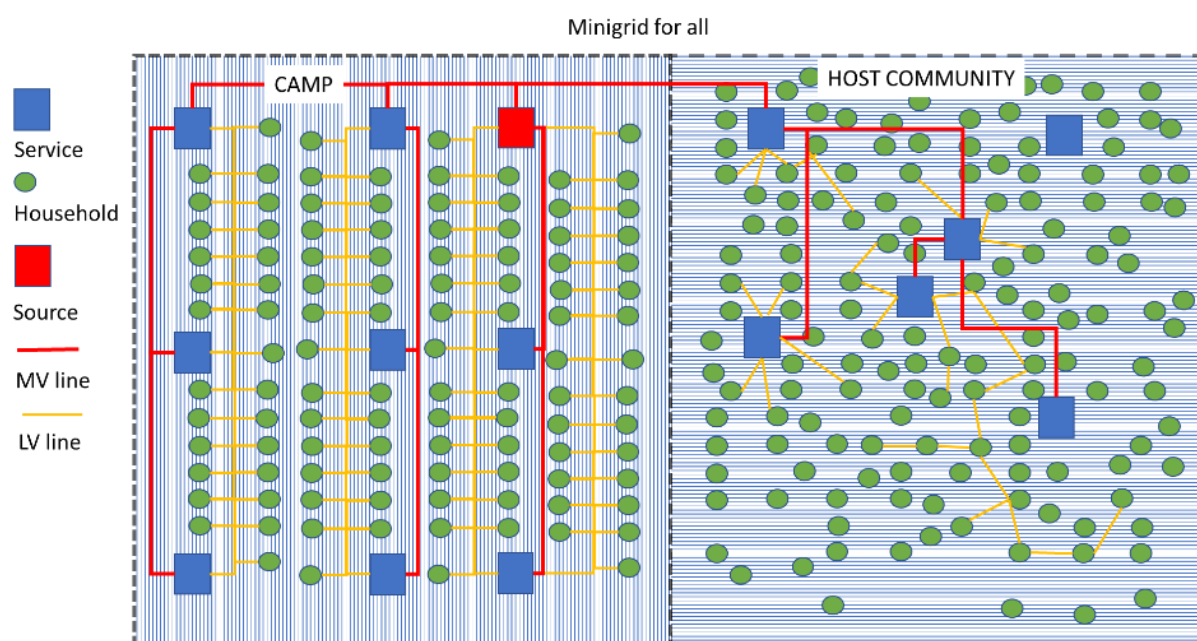 Minigrid for all
CAMP
HOST COMMUNITY
Service
Household
Source
MV line
LV line